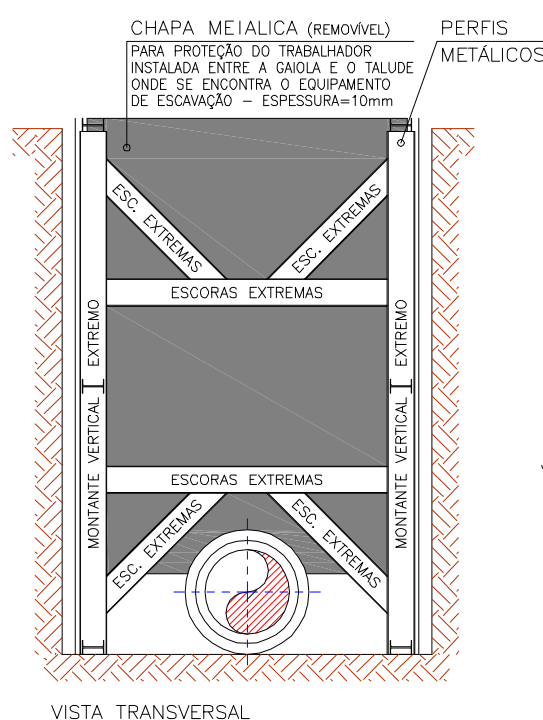 CHAPA MEIALICA (REMOVÍVEL)
PARA PROTEÇÃO DO TRABALHADOR
INSTALADA ENTRE A GAIOLA E O TALUDE
ONDE SE ENCONTRA O EQUIPAMENTO
DE ESCAVAÇÃO – ESPESSURA=10mm
PERFIS
METÁLICOS
ESC. EXTREMAS
ESC. EXTREMAS
ESCORAS EXTREMAS
MONTANTE VERTICAL EXTREMO
MONTANTE VERTICAL EXTREMO
ESCORAS EXTREMAS
ESC. EXTREMAS
ESC. EXTREMAS
VISTA TRANSVERSAL